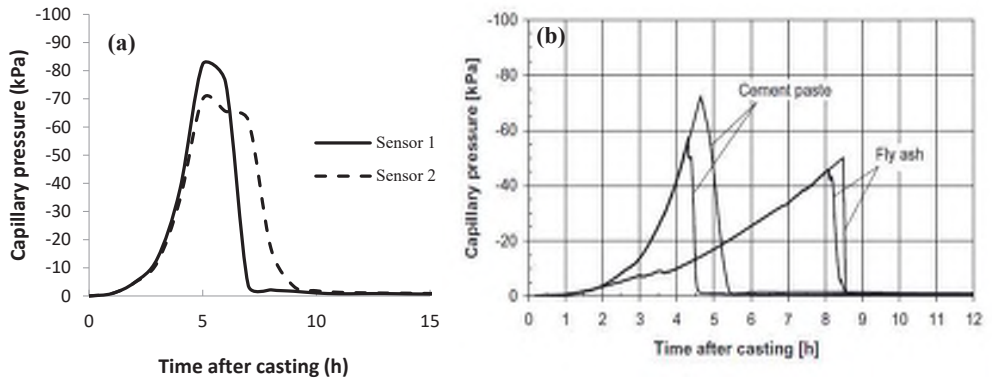 (a)
Capillary pressure (kPa)
-100
-90
-80
-70
-60
-50
-40
-30
-20
-10
0
0 5 10 15
Time after casting (h)
Sensor 1
Sensor 2
(b)
Capillary pressure [kPa]
-100
-80
-60
-40
-20
0
0 1 2 3 4 5 6 7 8 9 10 11 12
Time after casting [h]
Cement paste
Fly ash